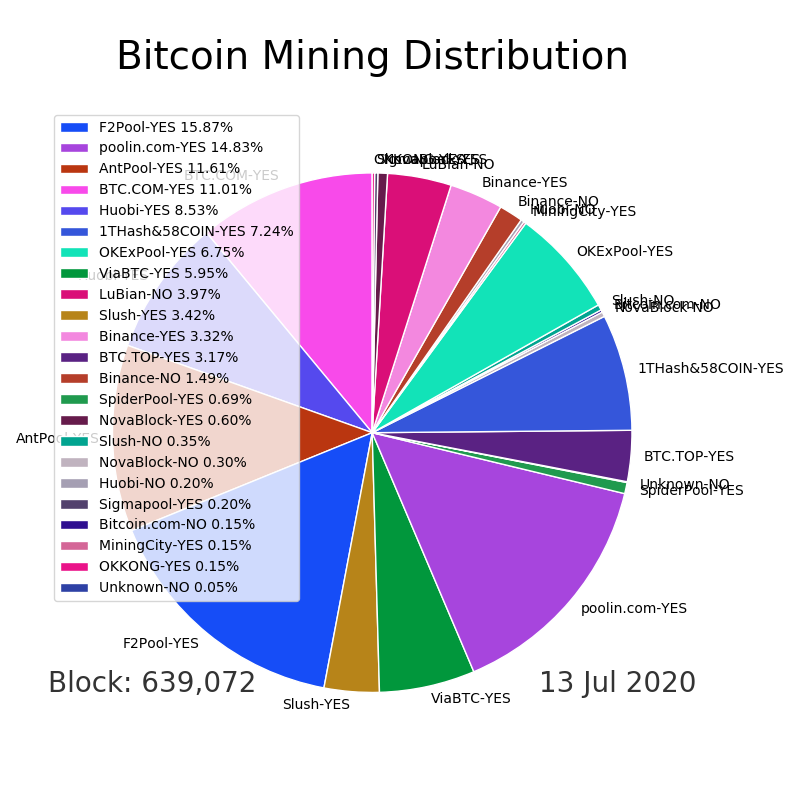 Bitcoin Mining Distribution
F2Pool-YES 15.87%
poolin.com-YES 14.83%
AntPool-YES 11.61%
BTC.COM-YES 11.01%
Huobi-YES 8.53%
1THash&58COIN-YES 7.24%
OKExPool-YES 6.75%
ViaBTC-YES 5.95%
LuBian-NO 3.97%
Slush-YES 3.42%
Binance-YES 3.32%
BTC.TOP-YES 3.17%
Binance-NO 1.49%
SpiderPool-YES 0.69%
NovaBlock-YES 0.60%
Slush-NO 0.35%
NovaBlock-NO 0.30%
Huobi-NO 0.20%
Sigmapool-YES 0.20%
Bitcoin.com-NO 0.15%
MiningCity-YES 0.15%
OKKONG-YES 0.15%
Unknown-NO 0.05%
LuBian-NO
Binance-YES
Binance-NO
Huobi-NO
MiningCity-YES
OKExPool-YES
Slush-NO
Bitcoin.com-NO
NovaBlock-NO
1THash&58COIN-YES
BTC.TOP-YES
Unknown-NO
SpiderPool-YES
poolin.com-YES
ViaBTC-YES
Slush-YES
F2Pool-YES
AntPool-YES
BTC.COM-YES
Block: 639,072
13 Jul 2020